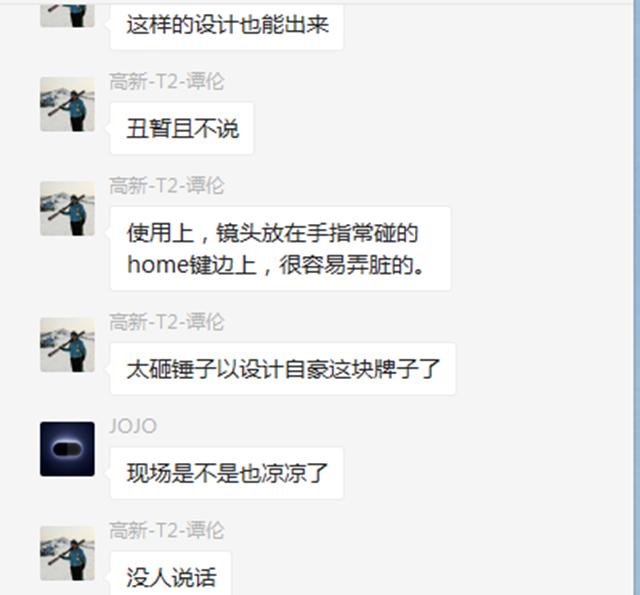 这样的设计也能出来
高新-T2-谭伦
丑暂且不说
高新-T2-谭伦
使用上，镜头放在手指常碰的
home键边上，很容易弄脏的。
高新-T2-谭伦
太砸锤子以设计自豪这块牌子了
JOJO
现场是不是也凉凉了
高新-T2-谭伦
没人说话